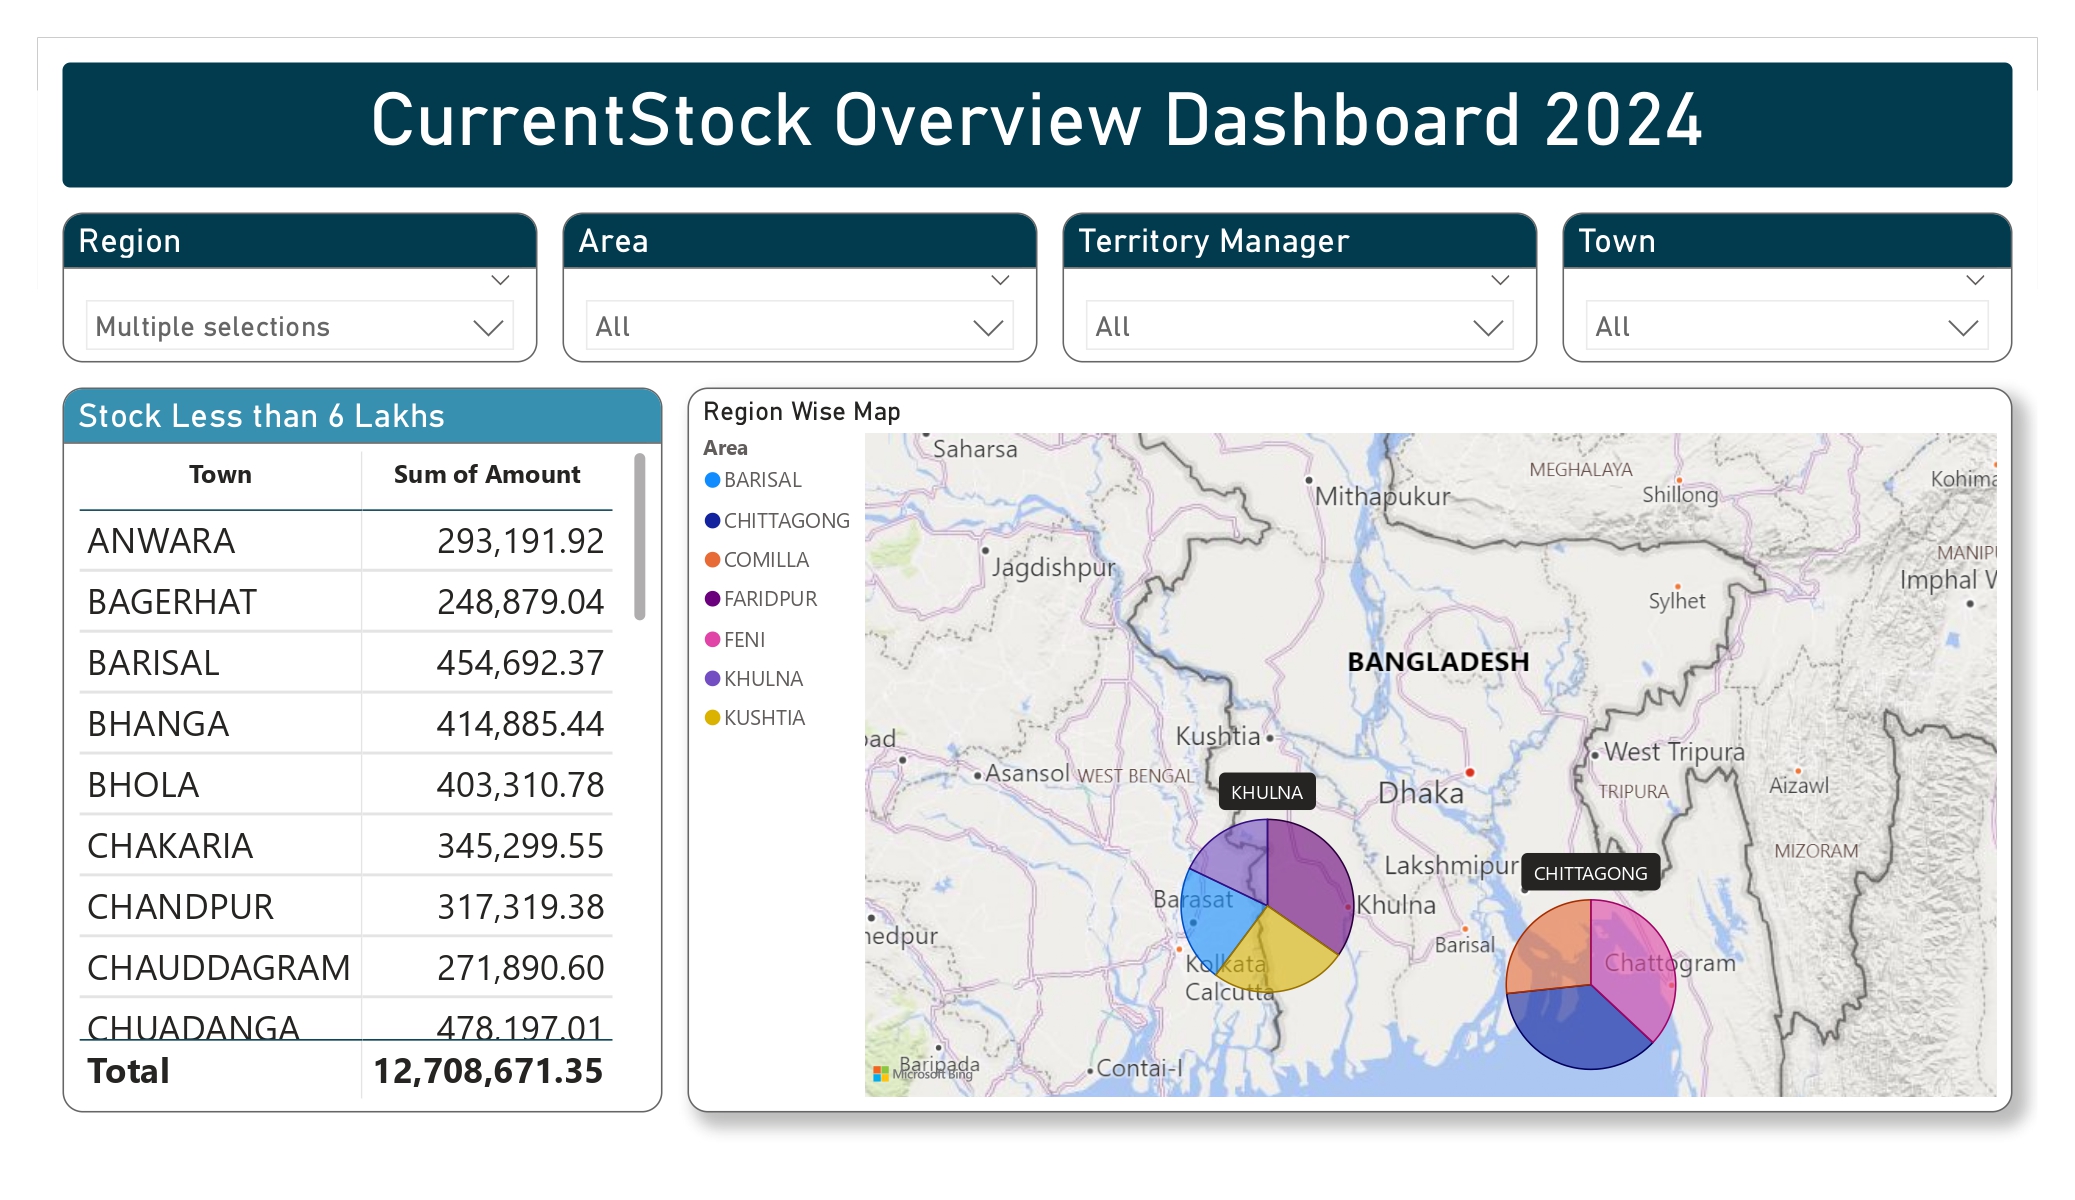 CurrentStock Overview Dashboard 2024
Region
Area
Territory Manager
Town
Multiple selections
All
All
All
Stock Less than 6 Lakhs
Town Sum of Amount
ANWARA 293,191.92
BAGERHAT 248,879.04
BARISAL 454,692.37
BHANGA 414,885.44
BHOLA 403,310.78
CHAKARIA 345,299.55
CHANDPUR 317,319.38
CHAUDDAGRAM 271,890.60
CHUADANGA 478,197.01
Total 12,708,671.35
Region Wise Map
Area
BARISAL
CHITTAGONG
COMILLA
FARIDPUR
FENI
KHULNA
KUSHTIA
Saharsa
MEGHALAYA
Shillong
Mithapukur
Jagdishpur
Sylhet
BANGLADESH
Kushtia
West Tripura
Asansol
WEST BENGAL
KHULNA
Dhaka
TRIPURA
Aizawl
MIZORAM
Lakshmipur
CHITTAGONG
Barasat
Khulna
Barisal
Kolkata
Calcutta
Chattogram
Baripada
Microsoft Bing
Contai-I